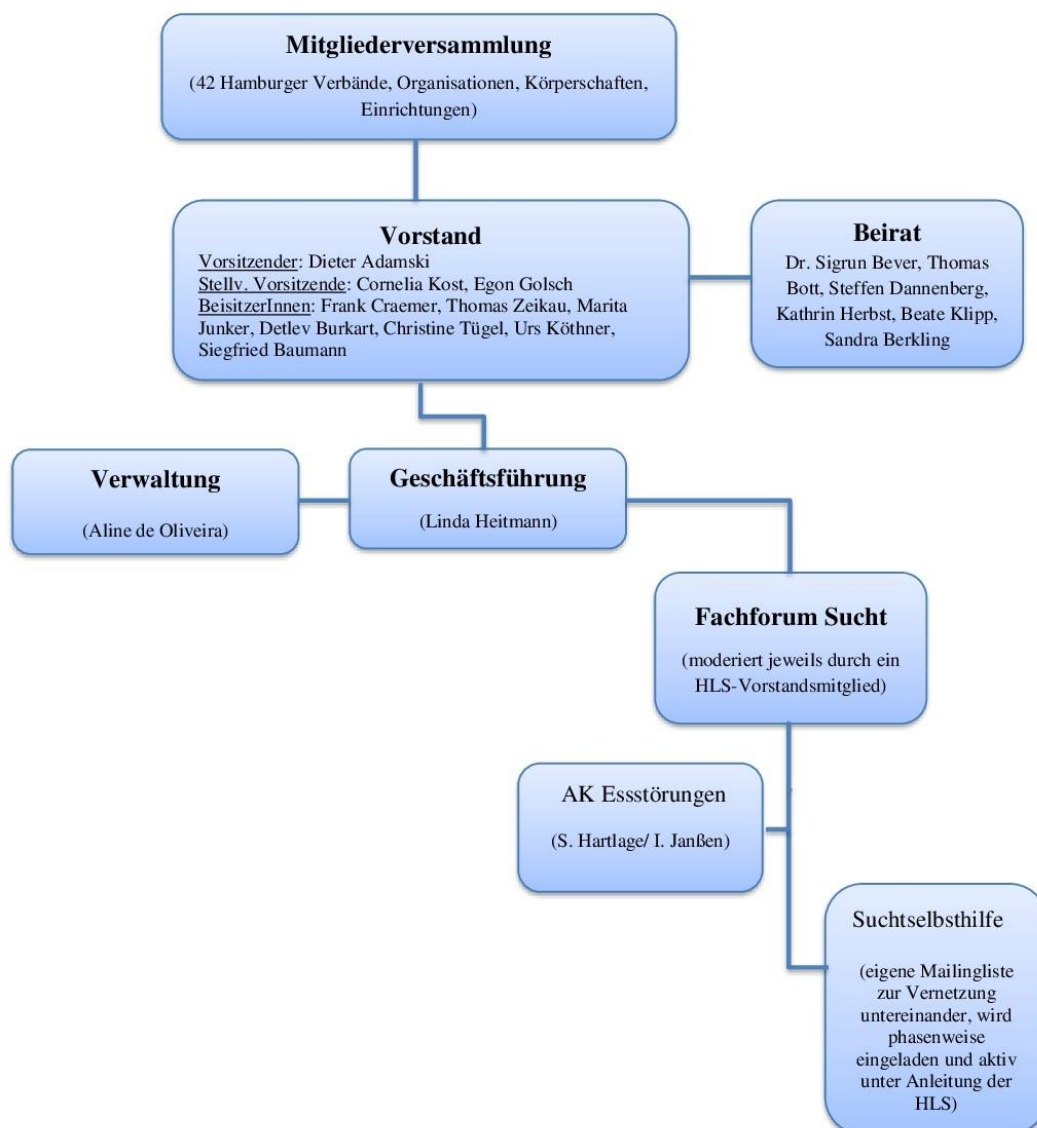 Mitgliederversammlung
(42 Hamburger Verbände, Organisationen, Körperschaften,
Einrichtungen)
Vorstand
Vorsitzender: Dieter Adamski
Stellv. Vorsitzende: Cornelia Kost, Egon Golsch
BeisitzerInnen: Frank Craemer, Thomas Zeikau, Marita
Junker, Detlev Burkart, Christine Tügel, Urs Köthner,
Siegfried Baumann
Beirat
Dr. Sigrun Bever, Thomas
Bott, Steffen Dannenberg,
Kathrin Herbst, Beate Klipp,
Sandra Berkling
Verwaltung
(Aline de Oliveira)
Geschäftsführung
(Linda Heitmann)
Fachforum Sucht
(moderiert jeweils durch ein
HLS-Vorstandsmitglied)
AK Essstörungen
(S. Hartlage/ I. Janßen)
Suchtselbsthilfe
(eigene Mailingliste
zur Vernetzung
untereinander, wird
phasenweise
eingeladen und aktiv
unter Anleitung der
HLS)